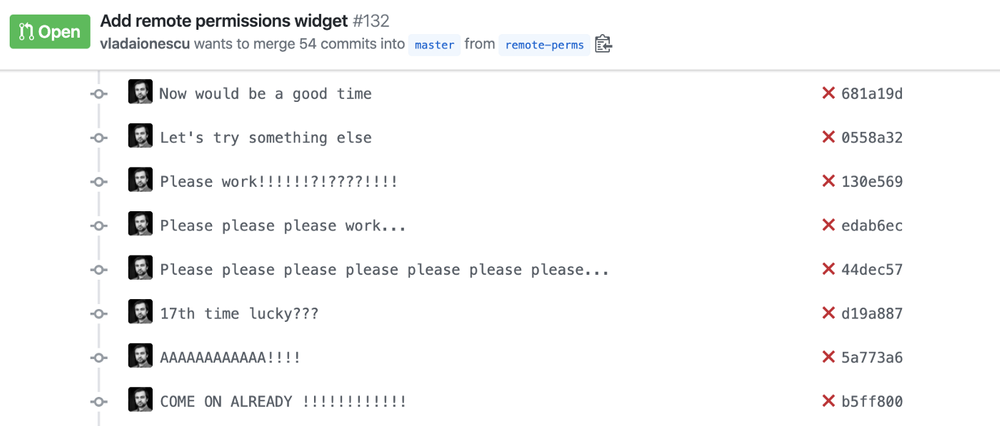 Open
Add remote permissions widget #132
vladaionescu wants to merge 54 commits into master from remote-perms
Now would be a good time 681a19d
Let's try something else 0558a32
Please work!!!!!!?!????!!!! 130e569
Please please please work... edab6ec
Please please please please please please please... 44dec57
17th time lucky??? d19a887
AAAAAAAAAAAA!!!! 5a773a6
COME ON ALREADY !!!!!!!!!!!! b5ff800